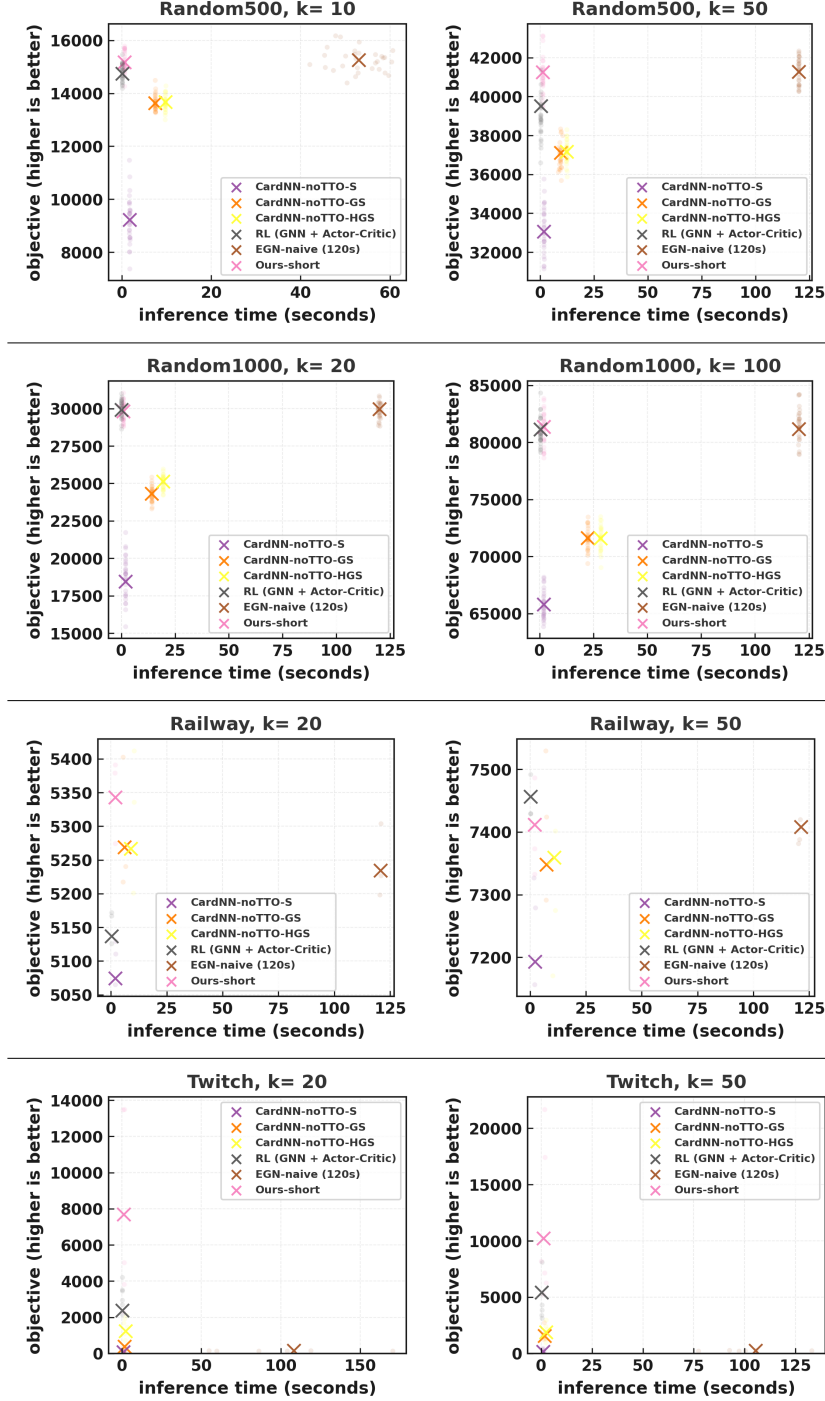 Random500, k= 10
objective (higher is better)
16000
14000
12000
10000
8000
CardNN-noTTO-S
CardNN-noTTO-GS
CardNN-noTTO-HGS
RL (GNN + Actor-Critic)
EGN-naive (120s)
Ours-short
0 20 40 60
inference time (seconds)
Random500, k= 50
objective (higher is better)
42000
40000
38000
36000
34000
32000
CardNN-noTTO-S
CardNN-noTTO-GS
CardNN-noTTO-HGS
RL (GNN + Actor-Critic)
EGN-naive (120s)
Ours-short
0 25 50 75 100 125
inference time (seconds)
Random1000, k= 20
objective (higher is better)
30000
27500
25000
22500
20000
17500
15000
CardNN-noTTO-S
CardNN-noTTO-GS
CardNN-noTTO-HGS
RL (GNN + Actor-Critic)
EGN-naive (120s)
Ours-short
0 25 50 75 100 125
inference time (seconds)
Random1000, k= 100
objective (higher is better)
85000
80000
75000
70000
65000
CardNN-noTTO-S
CardNN-noTTO-GS
CardNN-noTTO-HGS
RL (GNN + Actor-Critic)
EGN-naive (120s)
Ours-short
0 25 50 75 100 125
inference time (seconds)
Railway, k= 20
objective (higher is better)
5400
5350
5300
5250
5200
5150
5100
5050
CardNN-noTTO-S
CardNN-noTTO-GS
CardNN-noTTO-HGS
RL (GNN + Actor-Critic)
EGN-naive (120s)
Ours-short
0 25 50 75 100 125
inference time (seconds)
Railway, k= 50
objective (higher is better)
7500
7400
7300
7200
CardNN-noTTO-S
CardNN-noTTO-GS
CardNN-noTTO-HGS
RL (GNN + Actor-Critic)
EGN-naive (120s)
Ours-short
0 25 50 75 100 125
inference time (seconds)
Twitch, k= 20
objective (higher is better)
14000
12000
10000
8000
6000
4000
2000
0
CardNN-noTTO-S
CardNN-noTTO-GS
CardNN-noTTO-HGS
RL (GNN + Actor-Critic)
EGN-naive (120s)
Ours-short
0 50 100 150
inference time (seconds)
Twitch, k= 50
objective (higher is better)
20000
15000
10000
5000
0
CardNN-noTTO-S
CardNN-noTTO-GS
CardNN-noTTO-HGS
RL (GNN + Actor-Critic)
EGN-naive (120s)
Ours-short
0 25 50 75 100 125
inference time (seconds)